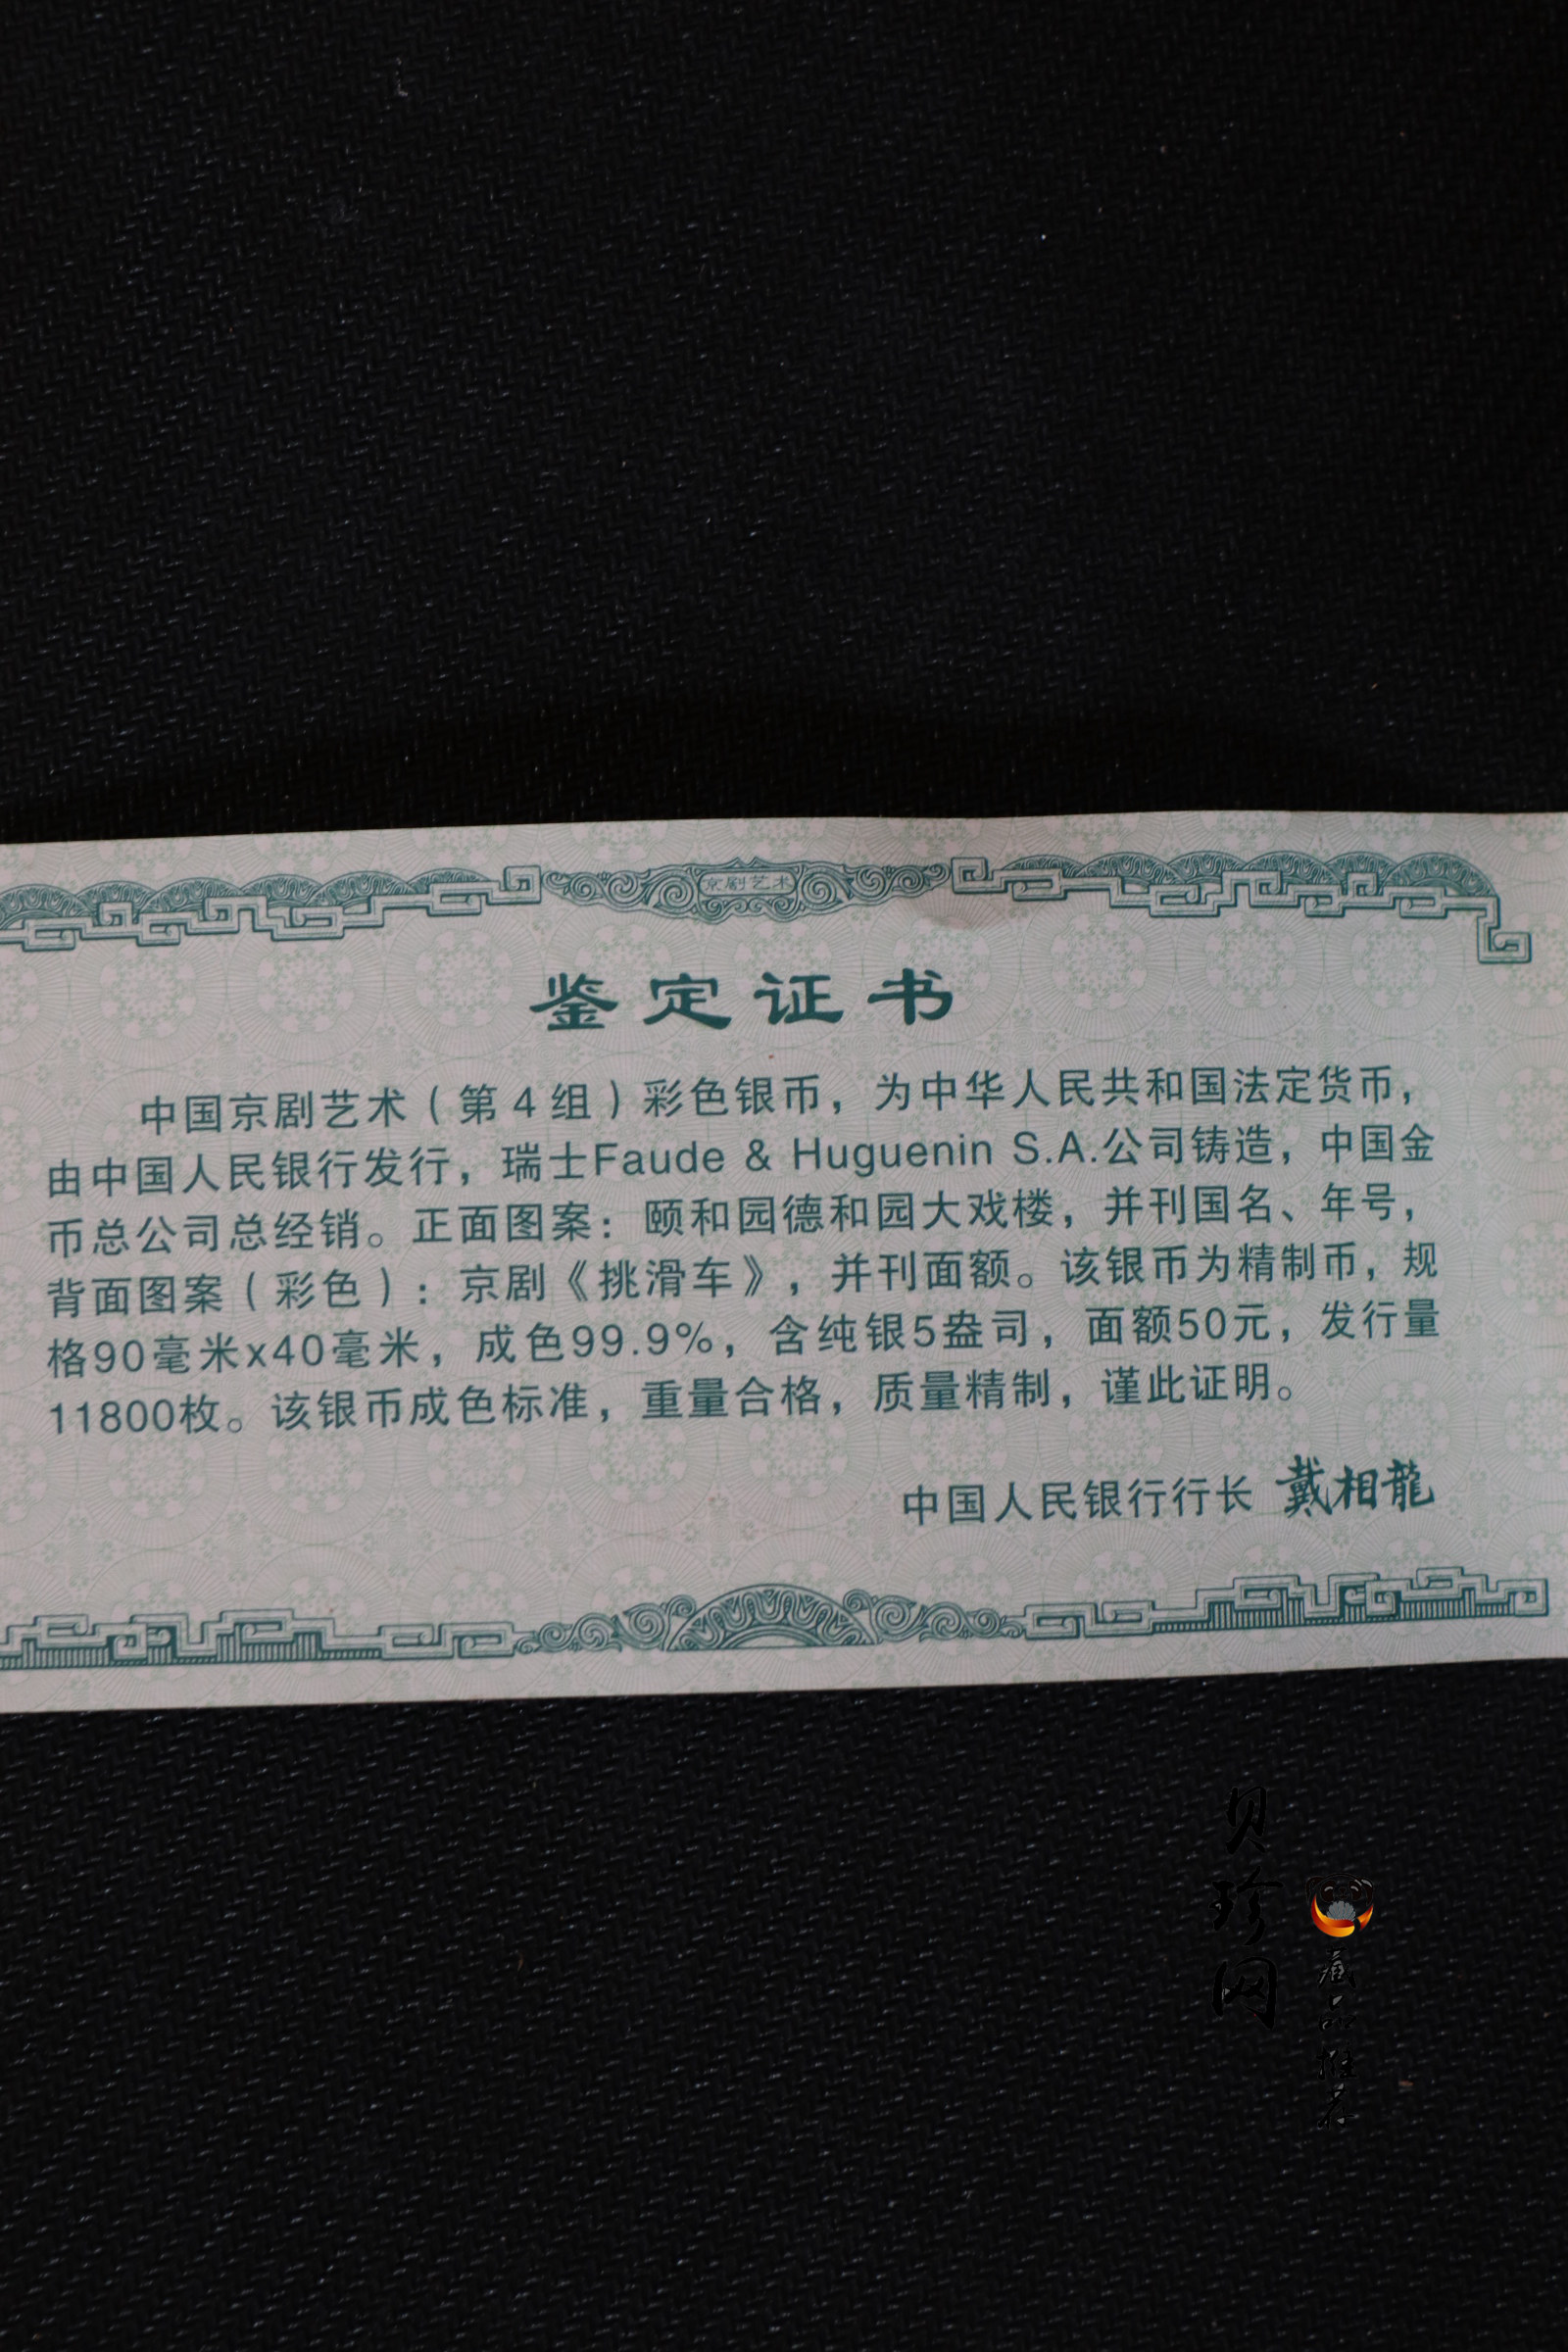 京剧艺术
鉴定证书
中国京剧艺术(第4组)彩色银币，为中华人民共和国法定货币，
由中国人民银行发行，瑞士Faude & Huguenin S.A.公司铸造，中国金
币总公司总经销。正面图案：颐和园德和园大戏楼，并刊国名、年号，
背面图案(彩色)：京剧《挑滑车》，并刊面额。该银币为精制币，规
格90毫米x40毫米，成色99.9%，含纯银5盎司，面额50元，发行量
11800枚。该银币成色标准，重量合格，质量精制，谨此证明。
中国人民银行行长 戴相龍
贝珍网
藏品推荐